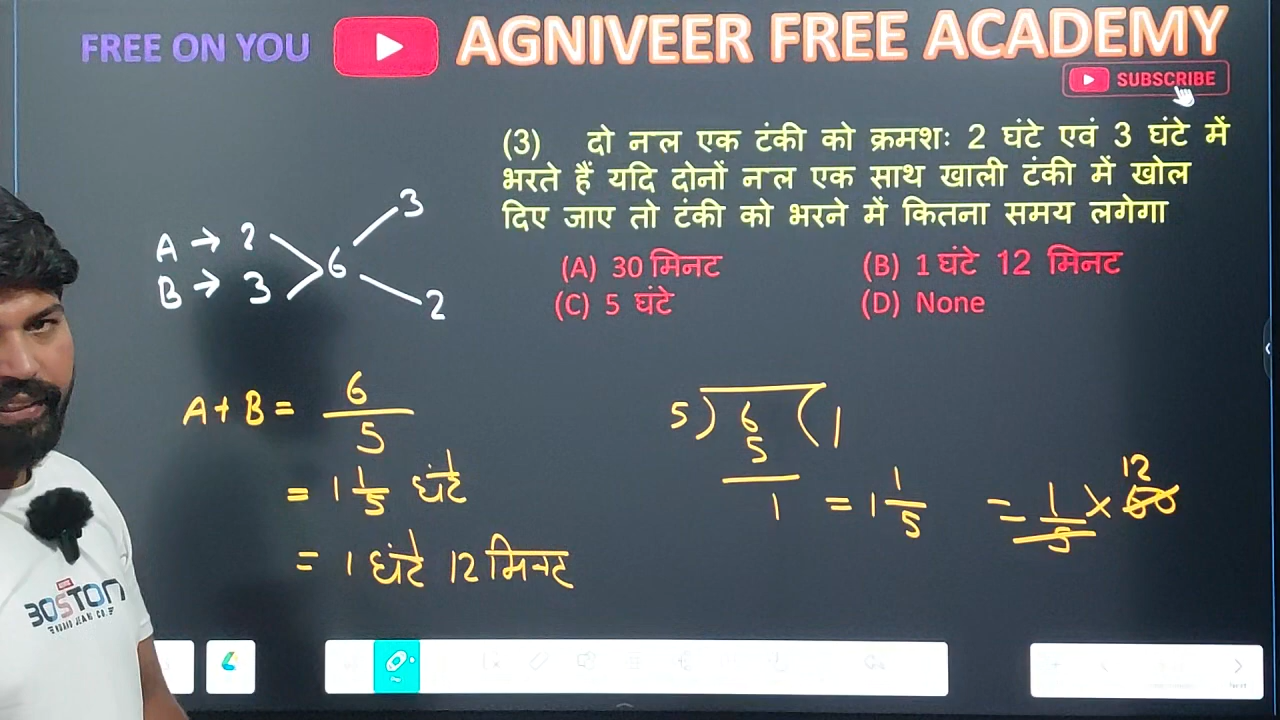 FREE ON YOU AGNIVEER FREE ACADEMY
SUBSCRIBE
(3) दो नल एक टंकी को क्रमशः 2 घंटे एवं 3 घंटे में
भरते हैं यदि दोनों नल एक साथ खाली टंकी में खोल
दिए जाए तो टंकी को भरने में कितना समय लगेगा
(A) 30 मिनट (B) 1 घंटे 12 मिनट
(C) 5 घंटे (D) None
A → 2
B → 3
6
3
2
A + B = 6/5
= 1 1/5 घंटे
= 1 घंटे 12 मिनट
5) 6 (1
5
1
= 1 1/5
= 1/5 × 60
12
BOSTON
Next